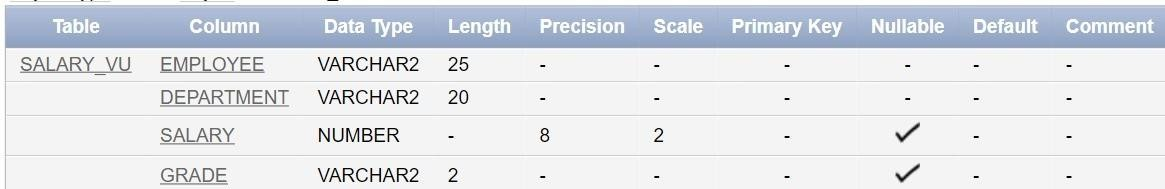 Table Column Data Type Length Precision Scale Primary Key Nullable Default Comment
SALARY_VU EMPLOYEE VARCHAR2 25 - - - - - -
DEPARTMENT VARCHAR2 20 - - - - - -
SALARY NUMBER - 8 2 - ✓ - -
GRADE VARCHAR2 2 - - - ✓ - -